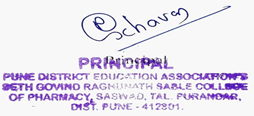 Principal
PRINCIPAL
PUNE DISTRICT EDUCATION ASSOCIATION'S
SETH GOVIND RAGHUNATH SABLE COLLEGE
OF PHARMACY, SASWAD, TAL. PURANDAR,
DIST. PUNE - 412301.